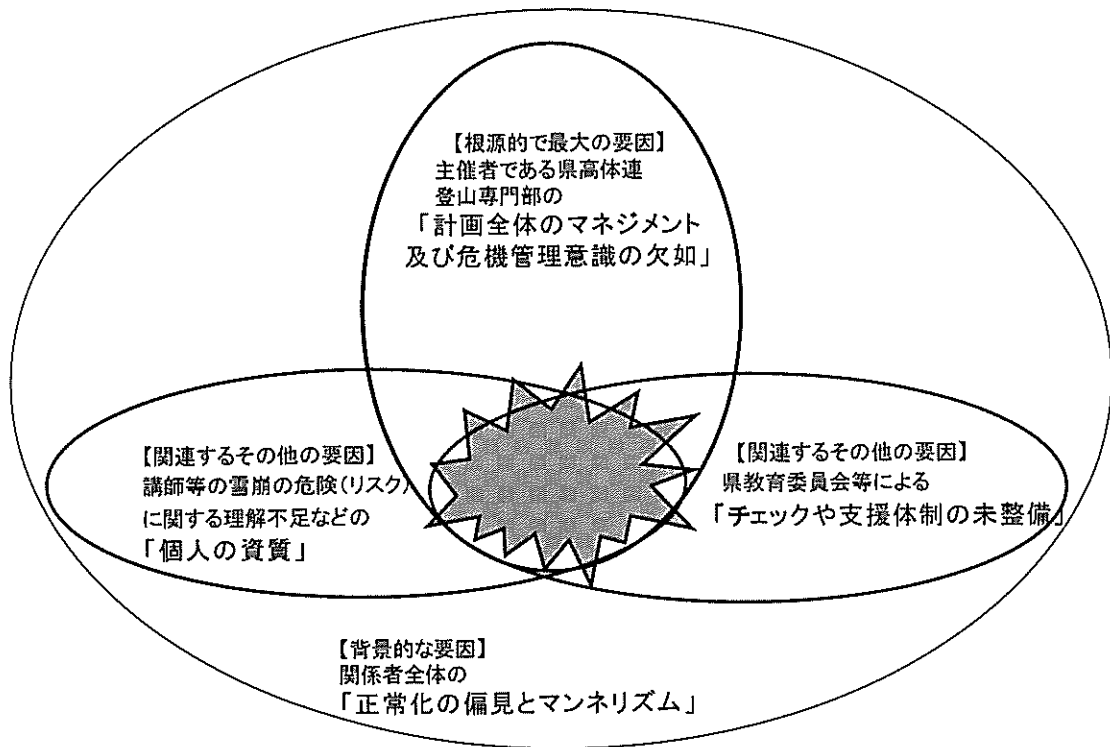 【根源的で最大の要因】
主催者である県高体連
登山専門部の
「計画全体のマネジメント
及び危機管理意識の欠如」
【関連するその他の要因】
講師等の雪崩の危険(リスク)
に関する理解不足などの
「個人の資質」
【関連するその他の要因】
県教育委員会等による
「チェックや支援体制の未整備」
【背景的な要因】
関係者全体の
「正常化の偏見とマンネリズム」